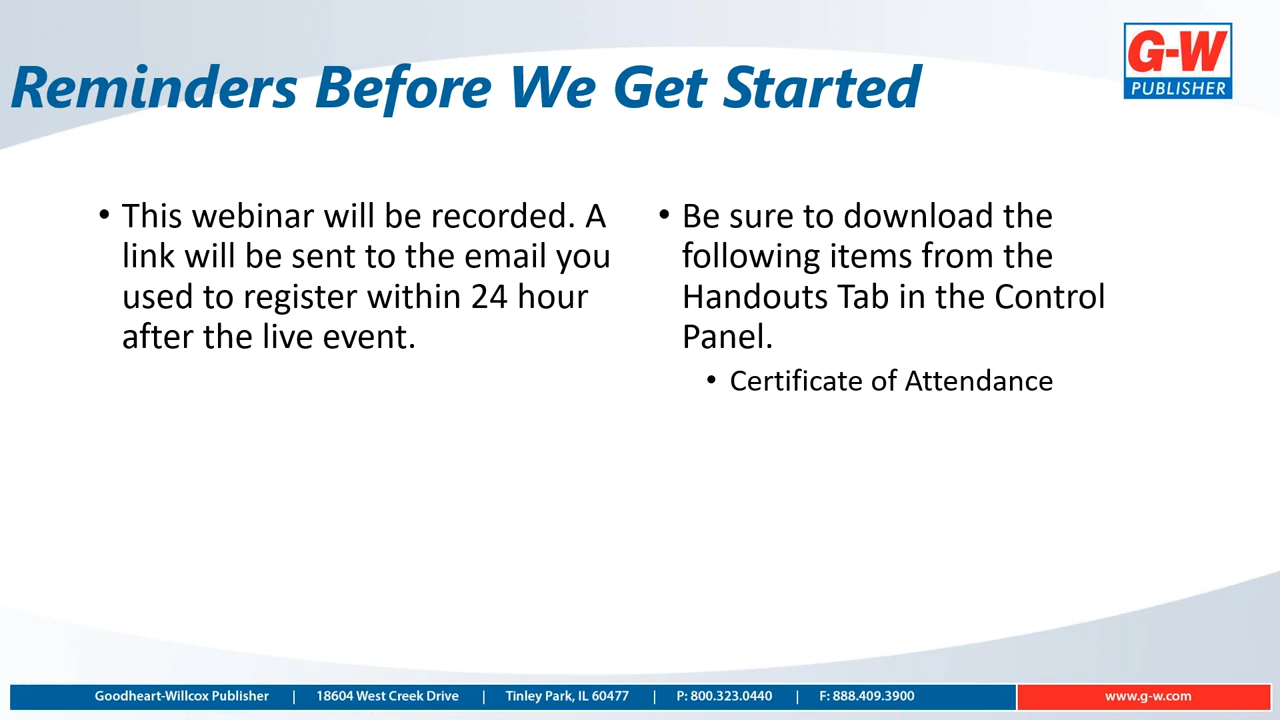 Reminders Before We Get Started
G-W
PUBLISHER
• This webinar will be recorded. A
link will be sent to the email you
used to register within 24 hour
after the live event.
• Be sure to download the
following items from the
Handouts Tab in the Control
Panel.
• Certificate of Attendance
Goodheart-Willcox Publisher | 18604 West Creek Drive | Tinley Park, IL 60477 | P: 800.323.0440 | F: 888.409.3900 www.g-w.com